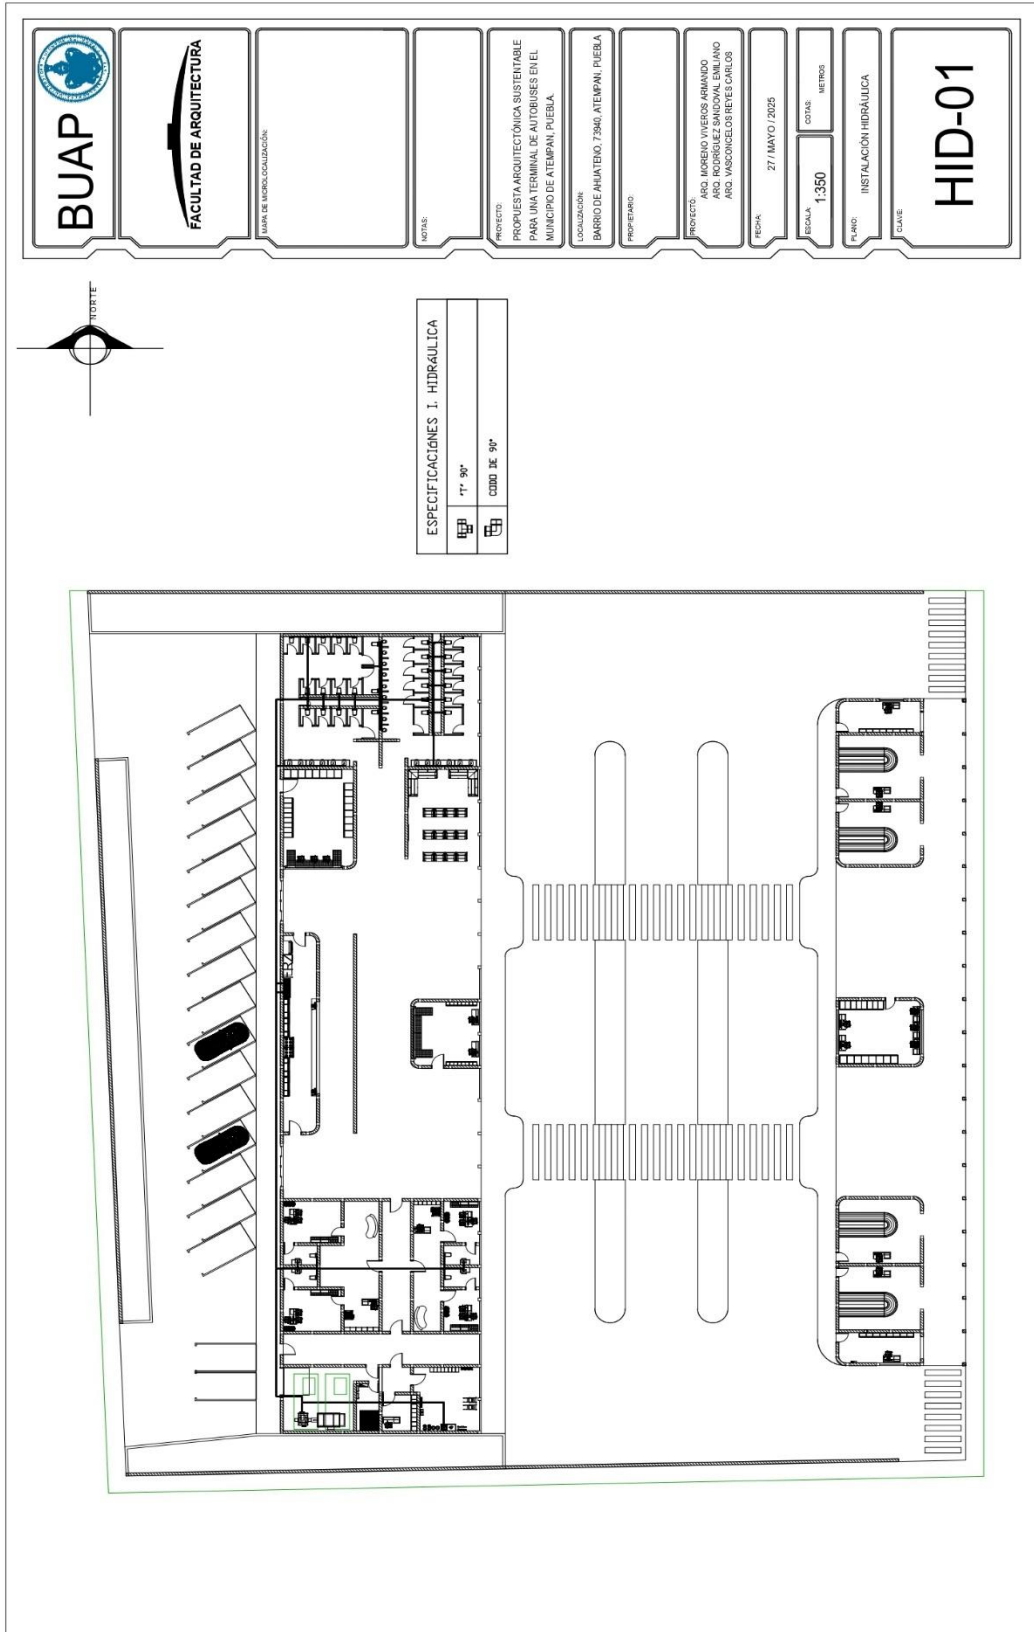 BUAP
FACULTAD DE ARQUITECTURA
MAPA DE MICROLOCALIZACIÓN:
NOTAS:
PROYECTO:
PROPUESTA ARQUITECTÓNICA SUSTENTABLE
PARA UNA TERMINAL DE AUTOBUSES EN EL
MUNICIPIO DE ATEMPAN, PUEBLA.
LOCALIZACIÓN:
BARRIO DE AHUATENO, 73940, ATEMPAN, PUEBLA
PROPIETARIO:
PROYECTÓ:
ARQ. MORENO VIVEROS ARMANDO
ARQ. RODRÍGUEZ SANDOVAL EMILIANO
ARQ. VASCONCELOS REYES CARLOS
FECHA:
27 / MAYO / 2025
ESCALA:
1:350
COTAS:
METROS
PLANO:
INSTALACIÓN HIDRÁULICA
CLAVE:
HID-01
NORTE
ESPECIFICACIÓNES I. HIDRÁULICA
"T" 90°
CODO DE 90°